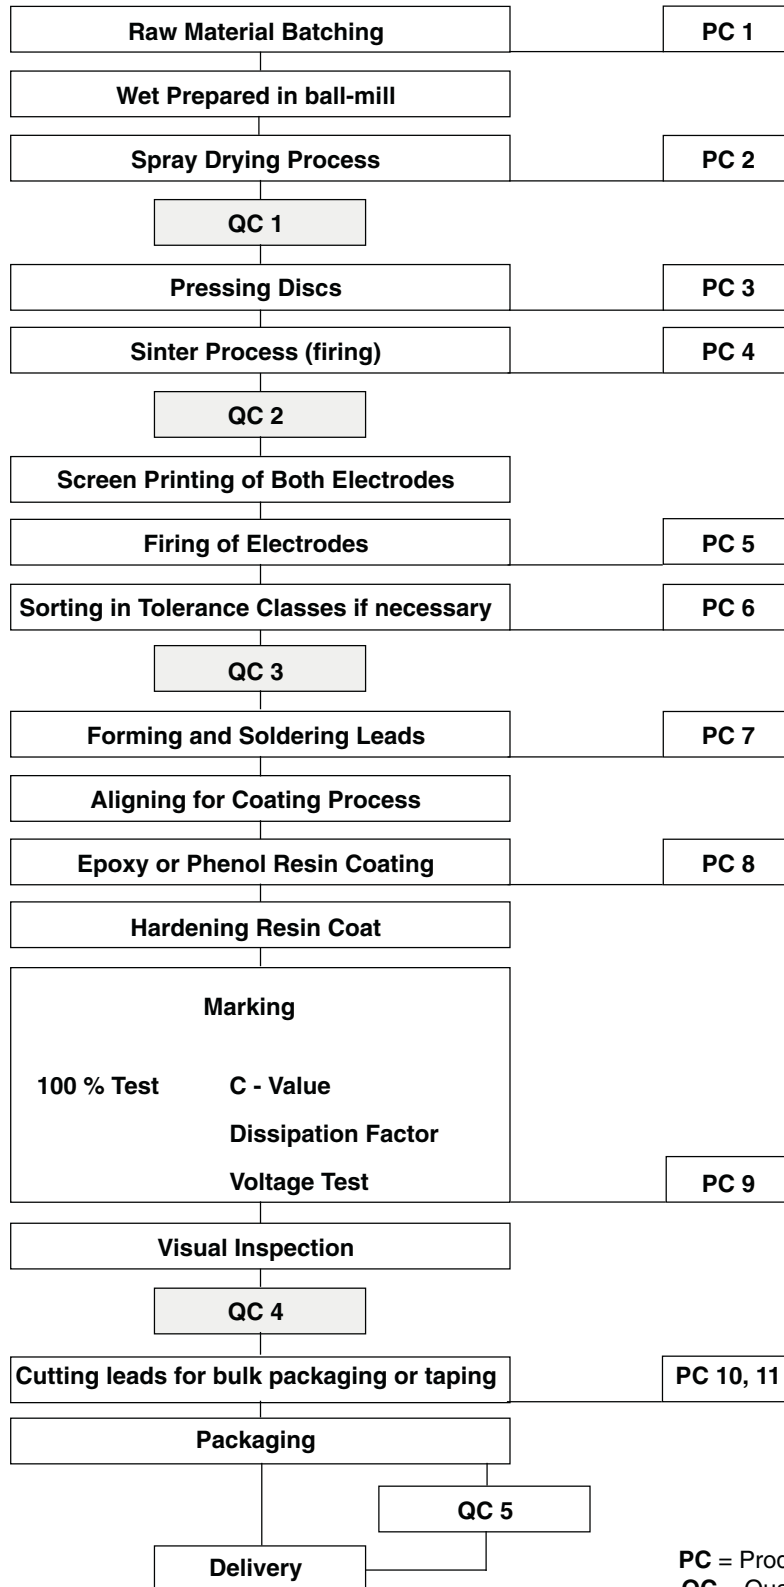 Raw Material Batching PC 1
Wet Prepared in ball-mill
Spray Drying Process PC 2
QC 1
Pressing Discs PC 3
Sinter Process (firing) PC 4
QC 2
Screen Printing of Both Electrodes
Firing of Electrodes PC 5
Sorting in Tolerance Classes if necessary PC 6
QC 3
Forming and Soldering Leads PC 7
Aligning for Coating Process
Epoxy or Phenol Resin Coating PC 8
Hardening Resin Coat
Marking
100 % Test C - Value
Dissipation Factor
Voltage Test PC 9
Visual Inspection
QC 4
Cutting leads for bulk packaging or taping PC 10, 11
Packaging
QC 5
Delivery
PC =
QC